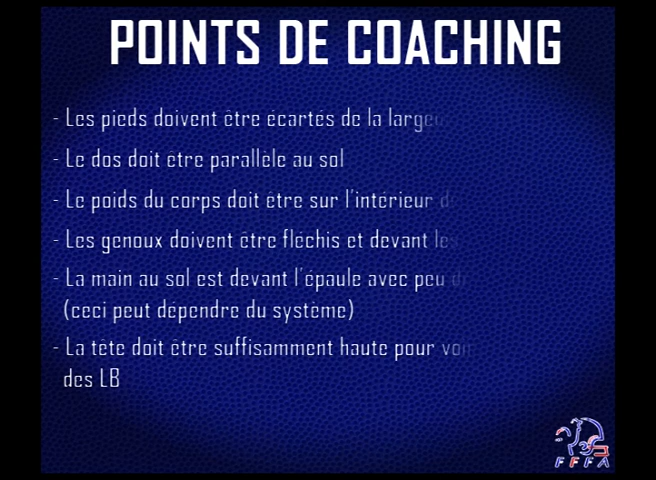 POINTS DE COACHING
- Les pieds doivent être écartés de la
- Le dos doit être parallèle au sol
- Le poids du corps doit être sur l'intérieur
- Les genoux doivent être fléchis et devant les
- La main au sol est devant l'épaule avec peu
(ceci peut dépendre du système)
- La tête doit être suffisamment haute pour
des LB
FFFA